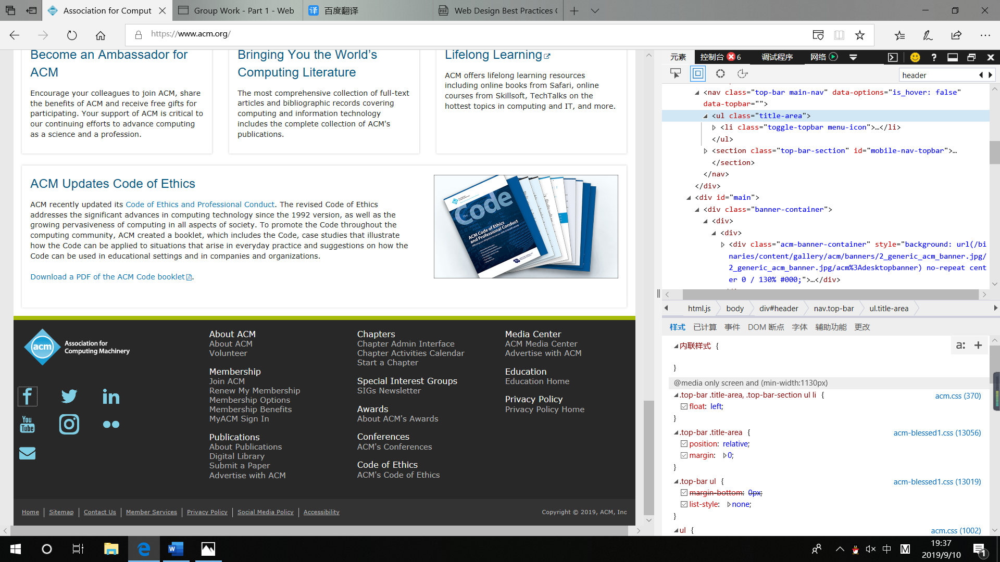 Association for Comput
Group Work - Part 1 - Web
译 百度翻译
PDF Web Design Best Practices C
https://www.acm.org/
Become an Ambassador for
ACM
Encourage your colleagues to join ACM, share
the benefits of ACM and receive free gifts for
participating. Your support of ACM is critical to
our continuing efforts to advance computing
as a science and a profession.
Bringing You the World’s
Computing Literature
The most comprehensive collection of full-text
articles and bibliographic records covering
computing and information technology
includes the complete collection of ACM's
publications.
Lifelong Learning
ACM offers lifelong learning resources
including online books from Safari, online
courses from Skillsoft, TechTalks on the
hottest topics in computing and IT, and more.
ACM Updates Code of Ethics
ACM recently updated its Code of Ethics and Professional Conduct. The revised Code of Ethics
addresses the significant advances in computing technology since the 1992 version, as well as the
growing pervasiveness of computing in all aspects of society. To promote the Code throughout the
computing community, ACM created a booklet, which includes the Code, case studies that illustrate
how the Code can be applied to situations that arise in everyday practice and suggestions on how the
Code can be used in educational settings and in companies and organizations.
Download a PDF of the ACM Code booklet.
The Code
ACM Code of Ethics
and Professional Conduct
acm Association for
Computing Machinery
You
Tube
About ACM
About ACM
Volunteer
Membership
Join ACM
Renew My Membership
Membership Options
Membership Benefits
MyACM Sign In
Publications
About Publications
Digital Library
Submit a Paper
Advertise with ACM
Chapters
Chapter Admin Interface
Chapter Activities Calendar
Start a Chapter
Special Interest Groups
SIGs Newsletter
Awards
About ACM's Awards
Conferences
ACM's Conferences
Code of Ethics
ACM's Code of Ethics
Media Center
ACM Media Center
Advertise with ACM
Education
Education Home
Privacy Policy
Privacy Policy Home
Home Sitemap Contact Us Member Services Privacy Policy Social Media Policy Accessibility
Copyright © 2019, ACM, Inc
元素 控制台 6 调试程序 网络
header
<nav class="top-bar main-nav" data-options="is_hover: false"
data-topbar="">
<ul class="title-area">
<li class="toggle-topbar menu-icon">…</li>
</ul>
<section class="top-bar-section" id="mobile-nav-topbar">…
</section>
</nav>
</div>
<div id="main">
<div class="banner-container">
<div>
<div>
<div class="acm-banner-container" style="background: url(/bi
naries/content/gallery/acm/banners/2_generic_acm_banner.jpg/
2_generic_acm_banner.jpg/acm%3Adesktopbanner) no-repeat cent
er 0 / 130% #000;">…</div>
html.js body div#header nav.top-bar ul.title-area
样式 已计算 事件 DOM 断点 字体 辅助功能 更改
内联样式 {
a: +
}
@media only screen and (min-width:1130px)
.top-bar .title-area, .top-bar-section ul li { acm.css (370)
float: left;
}
.top-bar .title-area { acm-blessed1.css (13056)
position: relative;
margin: 0;
}
.top-bar ul { acm-blessed1.css (13019)
margin-bottom: 0px;
list-style: none;
}
ul { acm.css (1002)
中 M
19:37
2019/9/10
1